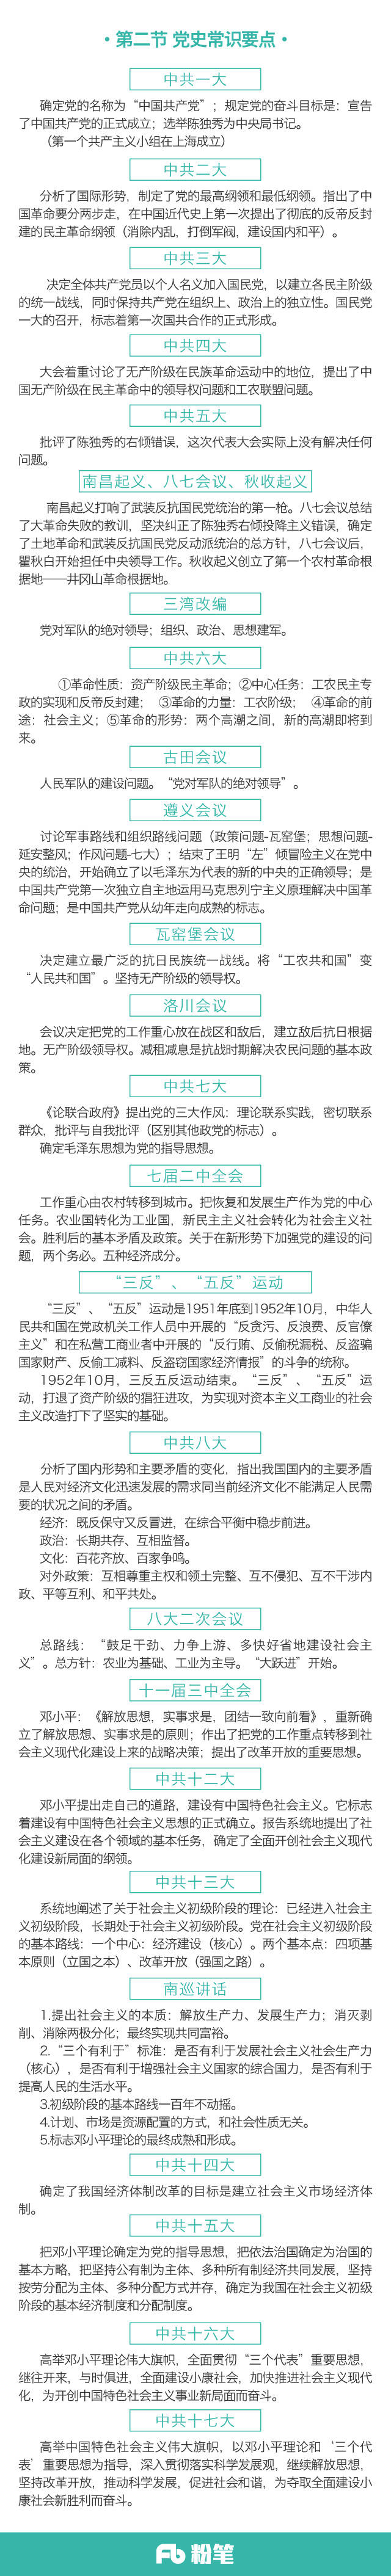 ·第二节 党史常识要点·
中共一大
确定党的名称为“中国共产党”；规定党的奋斗目标是：宣告
了中国共产党的正式成立；选举陈独秀为中央局书记。
（第一个共产主义小组在上海成立）
中共二大
分析了国际形势，制定了党的最高纲领和最低纲领。指出了中
国革命要分两步走，在中国近代史上第一次提出了彻底的反帝反封
建的民主革命纲领（消除内乱，打倒军阀，建设国内和平）。
中共三大
决定全体共产党员以个人名义加入国民党，以建立各民主阶级
的统一战线，同时保持共产党在组织上、政治上的独立性。国民党
一大的召开，标志着第一次国共合作的正式形成。
中共四大
大会着重讨论了无产阶级在民族革命运动中的地位，提出了中
国无产阶级在民主革命中的领导权问题和工农联盟问题。
中共五大
批评了陈独秀的右倾错误，这次代表大会实际上没有解决任何
问题。
南昌起义、八七会议、秋收起义
南昌起义打响了武装反抗国民党统治的第一枪。八七会议总结
了大革命失败的教训，坚决纠正了陈独秀右倾投降主义错误，确定
了土地革命和武装反抗国民党反动派统治的总方针，八七会议后，
瞿秋白开始担任中央领导工作。秋收起义创立了第一个农村革命根
据地——井冈山革命根据地。
三湾改编
党对军队的绝对领导；组织、政治、思想建军。
中共六大
①革命性质：资产阶级民主革命；②中心任务：工农民主专
政的实现和反帝反封建； ③革命的力量：工农阶级； ④革命的前
途：社会主义；⑤革命的形势：两个高潮之间，新的高潮即将到
来。
古田会议
人民军队的建设问题。“党对军队的绝对领导”。
遵义会议
讨论军事路线和组织路线问题（政策问题-瓦窑堡；思想问题-
延安整风；作风问题-七大）；结束了王明“左”倾冒险主义在党中
央的统治，开始确立了以毛泽东为代表的新的中央的正确领导；是
中国共产党第一次独立自主地运用马克思列宁主义原理解决中国革
命问题；是中国共产党从幼年走向成熟的标志。
瓦窑堡会议
决定建立最广泛的抗日民族统一战线。将“工农共和国”变
“人民共和国”。坚持无产阶级的领导权。
洛川会议
会议决定把党的工作重心放在战区和敌后，建立敌后抗日根据
地。无产阶级领导权。减租减息是抗战时期解决农民问题的基本政
策。
中共七大
《论联合政府》提出党的三大作风：理论联系实践，密切联系
群众，批评与自我批评（区别其他政党的标志）。
确定毛泽东思想为党的指导思想。
七届二中全会
工作重心由农村转移到城市。把恢复和发展生产作为党的中心
任务。农业国转化为工业国，新民主主义社会转化为社会主义社
会。胜利后的基本矛盾及政策。关于在新形势下加强党的建设的问
题，两个务必。五种经济成分。
“三反”、“五反”运动
“三反”、“五反”运动是1951年底到1952年10月，中华人
民共和国在党政机关工作人员中开展的“反贪污、反浪费、反官僚
主义”和在私营工商业者中开展的“反行贿、反偷税漏税、反盗骗
国家财产、反偷工减料、反盗窃国家经济情报”的斗争的统称。
1952年10月，三反五反运动结束。“三反”、“五反”运
动，打退了资产阶级的猖狂进攻，为实现对资本主义工商业的社会
主义改造打下了坚实的基础。
中共八大
分析了国内形势和主要矛盾的变化，指出我国国内的主要矛盾
是人民对经济文化迅速发展的需求同当前经济文化不能满足人民需
要的状况之间的矛盾。
经济：既反保守又反冒进，在综合平衡中稳步前进。
政治：长期共存、互相监督。
文化：百花齐放、百家争鸣。
对外政策：互相尊重主权和领土完整、互不侵犯、互不干涉内
政、平等互利、和平共处。
八大二次会议
总路线：“鼓足干劲、力争上游、多快好省地建设社会主
义”。总方针：农业为基础、工业为主导。“大跃进”开始。
十一届三中全会
邓小平：《解放思想，实事求是，团结一致向前看》，重新确
立了解放思想、实事求是的原则；作出了把党的工作重点转移到社
会主义现代化建设上来的战略决策；提出了改革开放的重要思想。
中共十二大
邓小平提出走自己的道路，建设有中国特色社会主义。它标志
着建设有中国特色社会主义思想的正式确立。报告系统地提出了社
会主义建设在各个领域的基本任务，确定了全面开创社会主义现代
化建设新局面的纲领。
中共十三大
系统地阐述了关于社会主义初级阶段的理论：已经进入社会主
义初级阶段，长期处于社会主义初级阶段。党在社会主义初级阶段
的基本路线：一个中心：经济建设（核心）。两个基本点：四项基
本原则（立国之本）、改革开放（强国之路）。
南巡讲话
1.提出社会主义的本质：解放生产力、发展生产力；消灭剥
削、消除两极分化；最终实现共同富裕。
2.“三个有利于”标准：是否有利于发展社会主义社会生产力
（核心），是否有利于增强社会主义国家的综合国力，是否有利于
提高人民的生活水平。
3.初级阶段的基本路线一百年不动摇。
4.计划、市场是资源配置的方式，和社会性质无关。
5.标志邓小平理论的最终成熟和形成。
中共十四大
确定了我国经济体制改革的目标是建立社会主义市场经济体
制。
中共十五大
把邓小平理论确定为党的指导思想，把依法治国确定为治国的
基本方略，把坚持公有制为主体、多种所有制经济共同发展，坚持
按劳分配为主体、多种分配方式并存，确定为我国在社会主义初级
阶段的基本经济制度和分配制度。
中共十六大
高举邓小平理论伟大旗帜，全面贯彻“三个代表”重要思想，
继往开来，与时俱进，全面建设小康社会，加快推进社会主义现代
化，为开创中国特色社会主义事业新局面而奋斗。
中共十七大
高举中国特色社会主义伟大旗帜，以邓小平理论和‘三个代
表’重要思想为指导，深入贯彻落实科学发展观，继续解放思想，
坚持改革开放，推动科学发展，促进社会和谐，为夺取全面建设小
康社会新胜利而奋斗。
Fb 粉笔